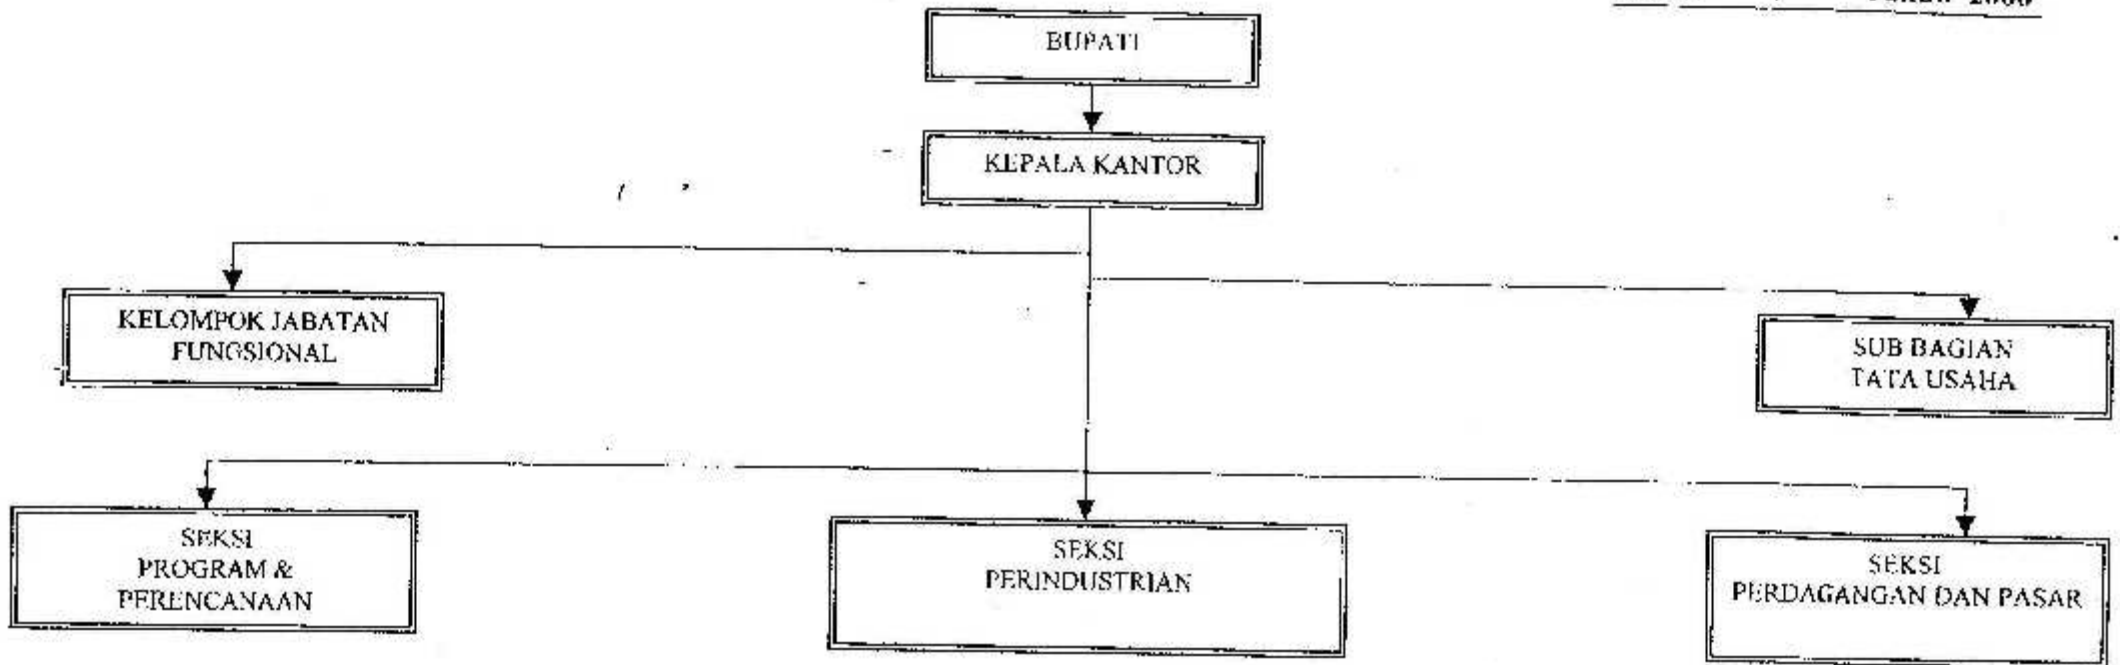 2000
BUPATI
KEPALA KANTOR
KELOMPOK JABATAN
FUNGSIONAL
SUB BAGIAN
TATA USAHA
SEKSI
PROGRAM &
PERENCANAAN
SEKSI
PERINDUSTRIAN
SEKSI
PERDAGANGAN DAN PASAR